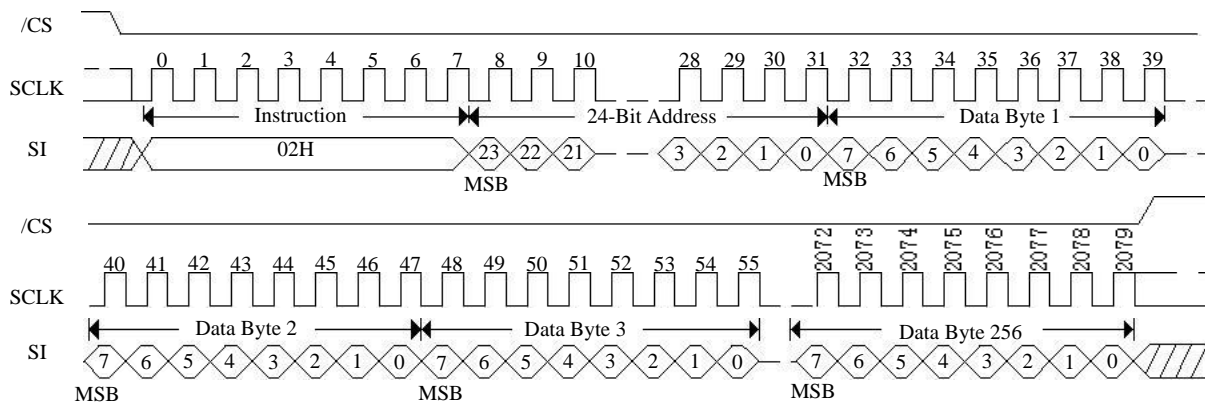 /CS
0 1 2 3 4 5 6 7 8 9 10 28 29 30 31 32 33 34 35 36 37 38 39
SCLK
Instruction 24-Bit Address Data Byte 1
SI 02H 23 22 21 3 2 1 0 7 6 5 4 3 2 1 0
MSB MSB
/CS
40 41 42 43 44 45 46 47 48 49 50 51 52 53 54 55 2072 2073 2074 2075 2076 2077 2078 2079
SCLK
Data Byte 2 Data Byte 3 Data Byte 256
SI 7 6 5 4 3 2 1 0 7 6 5 4 3 2 1 0 7 6 5 4 3 2 1 0
MSB MSB MSB